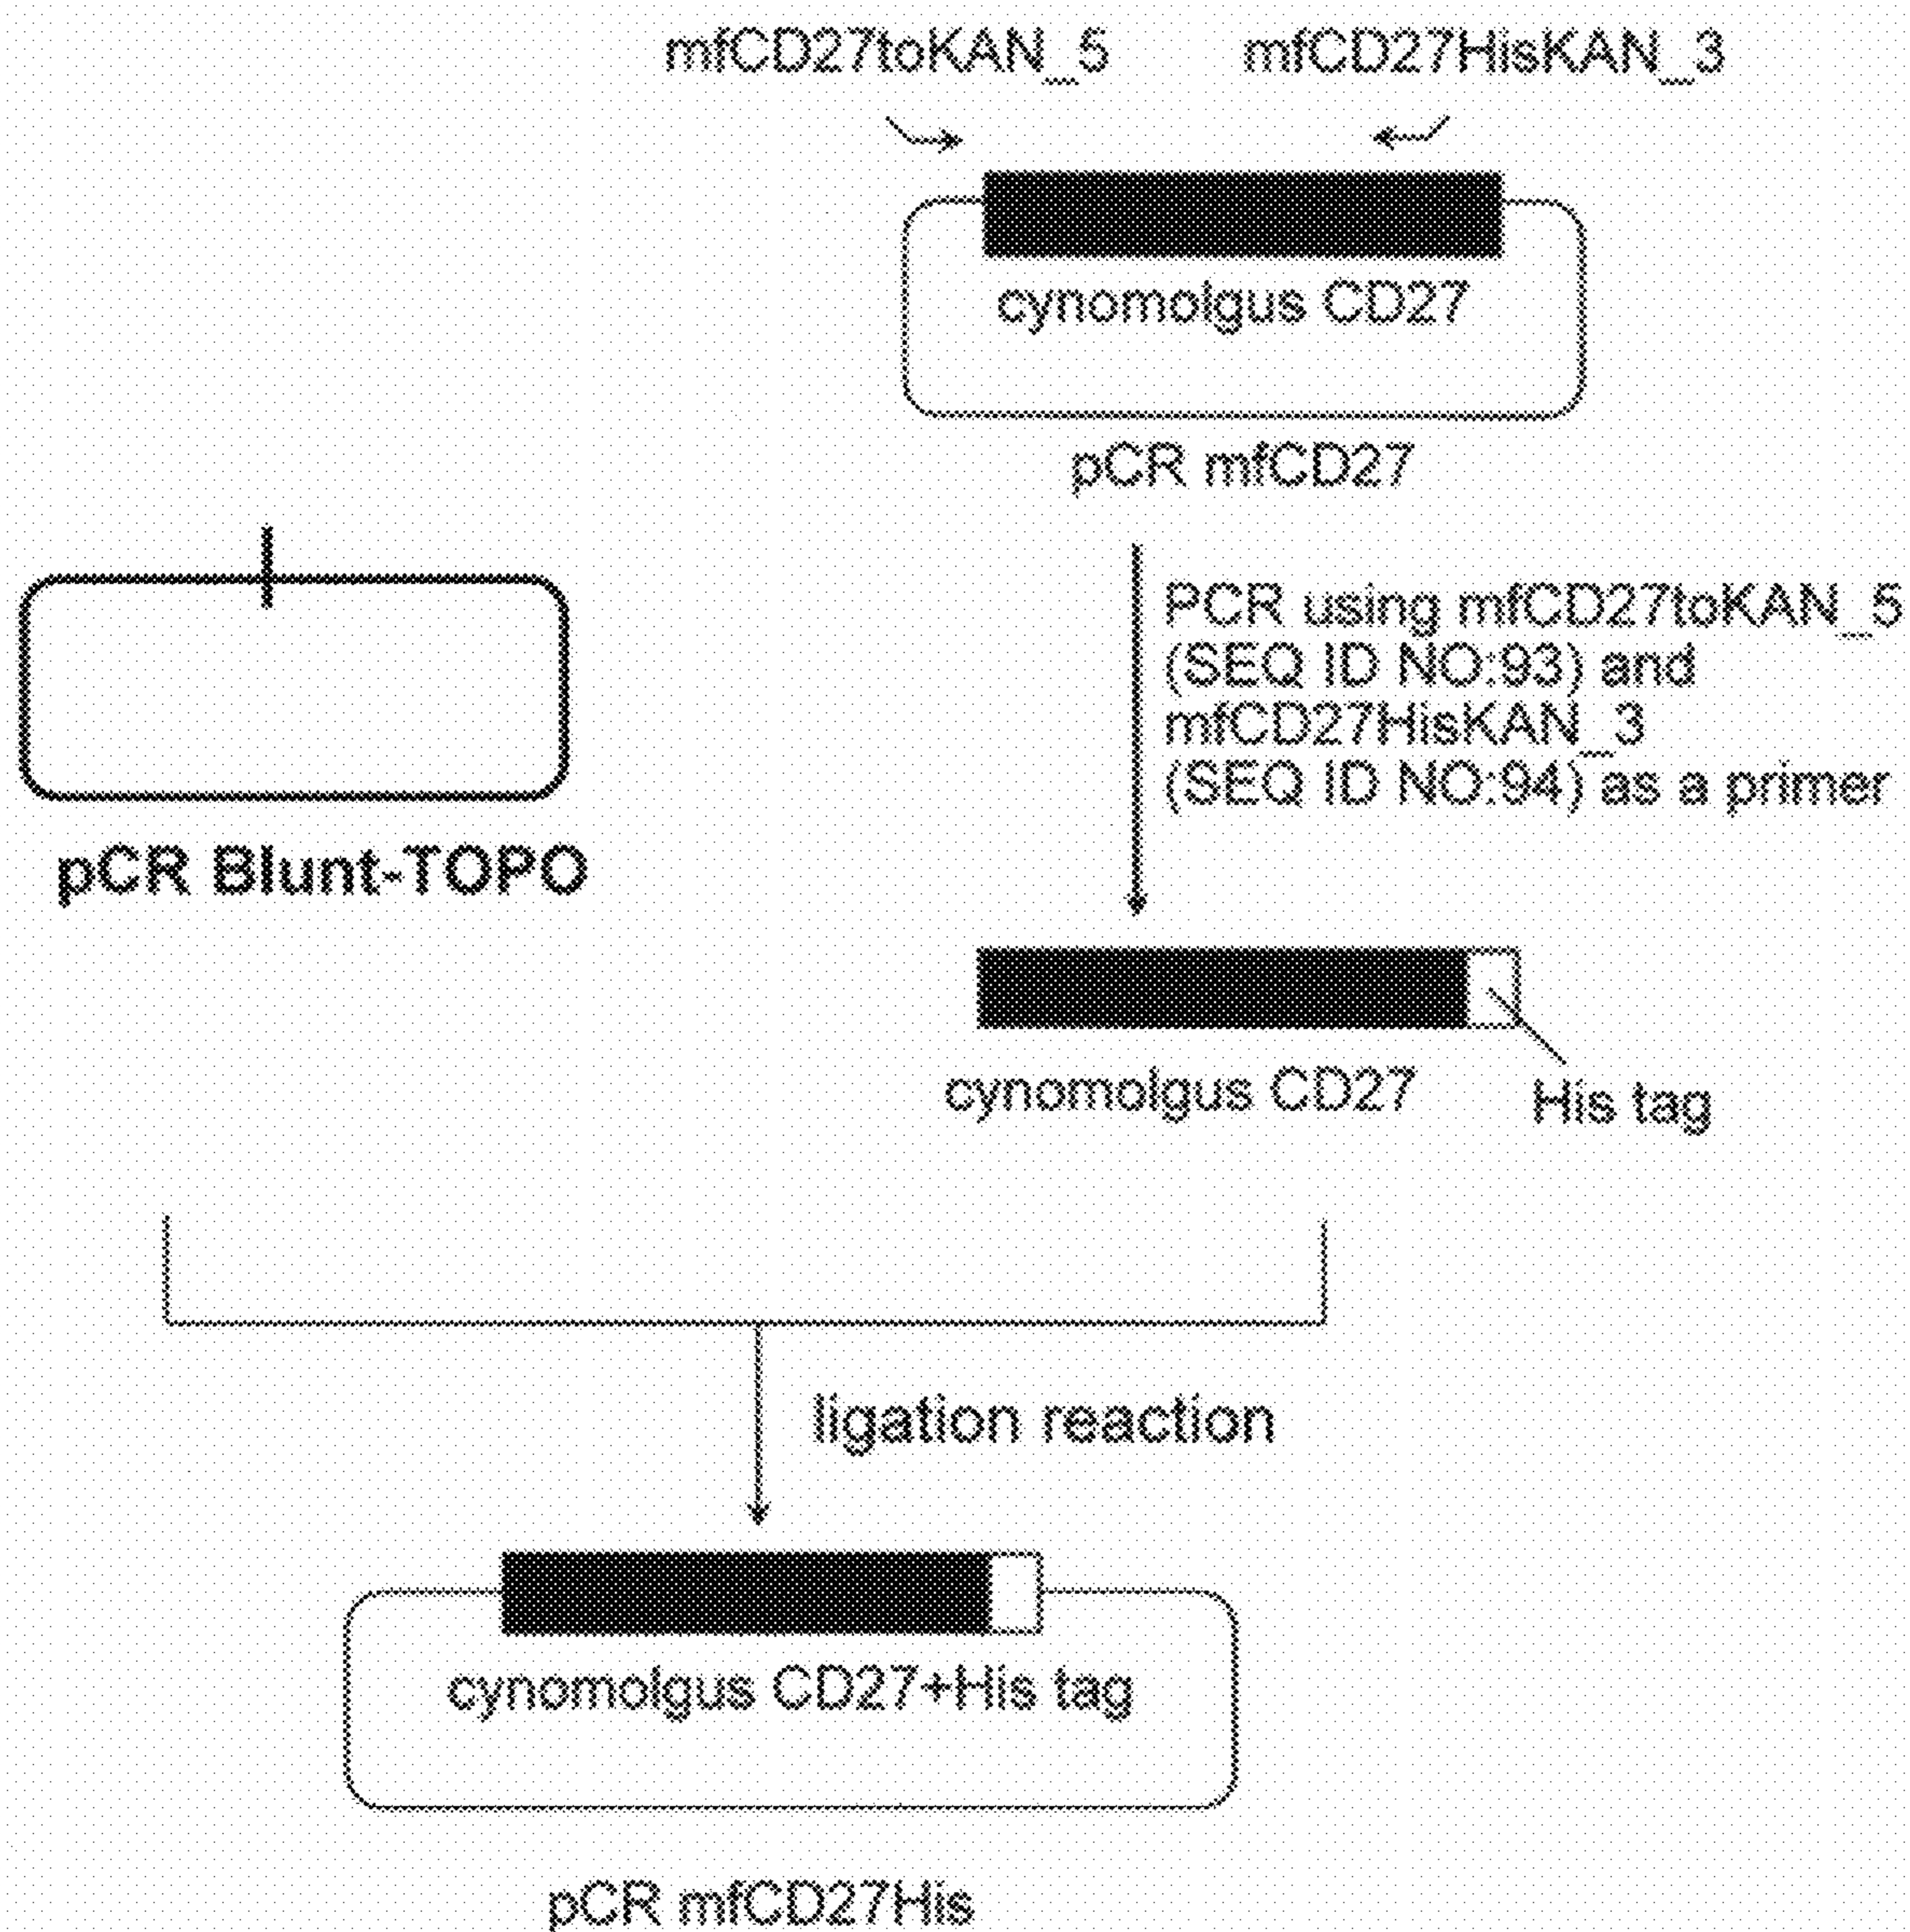 mfCD27toKAN_5
mfCD27HisKAN_3
cynomolgus CD27
pCR mfCD27
PCR using mfCD27toKAN_5
(SEQ ID NO:93) and
mfCD27HisKAN_3
(SEQ ID NO:94) as a primer
pCR Blunt-TOPO
cynomolgus CD27
His tag
ligation reaction
cynomolgus CD27+His tag
pCR mfCD27His